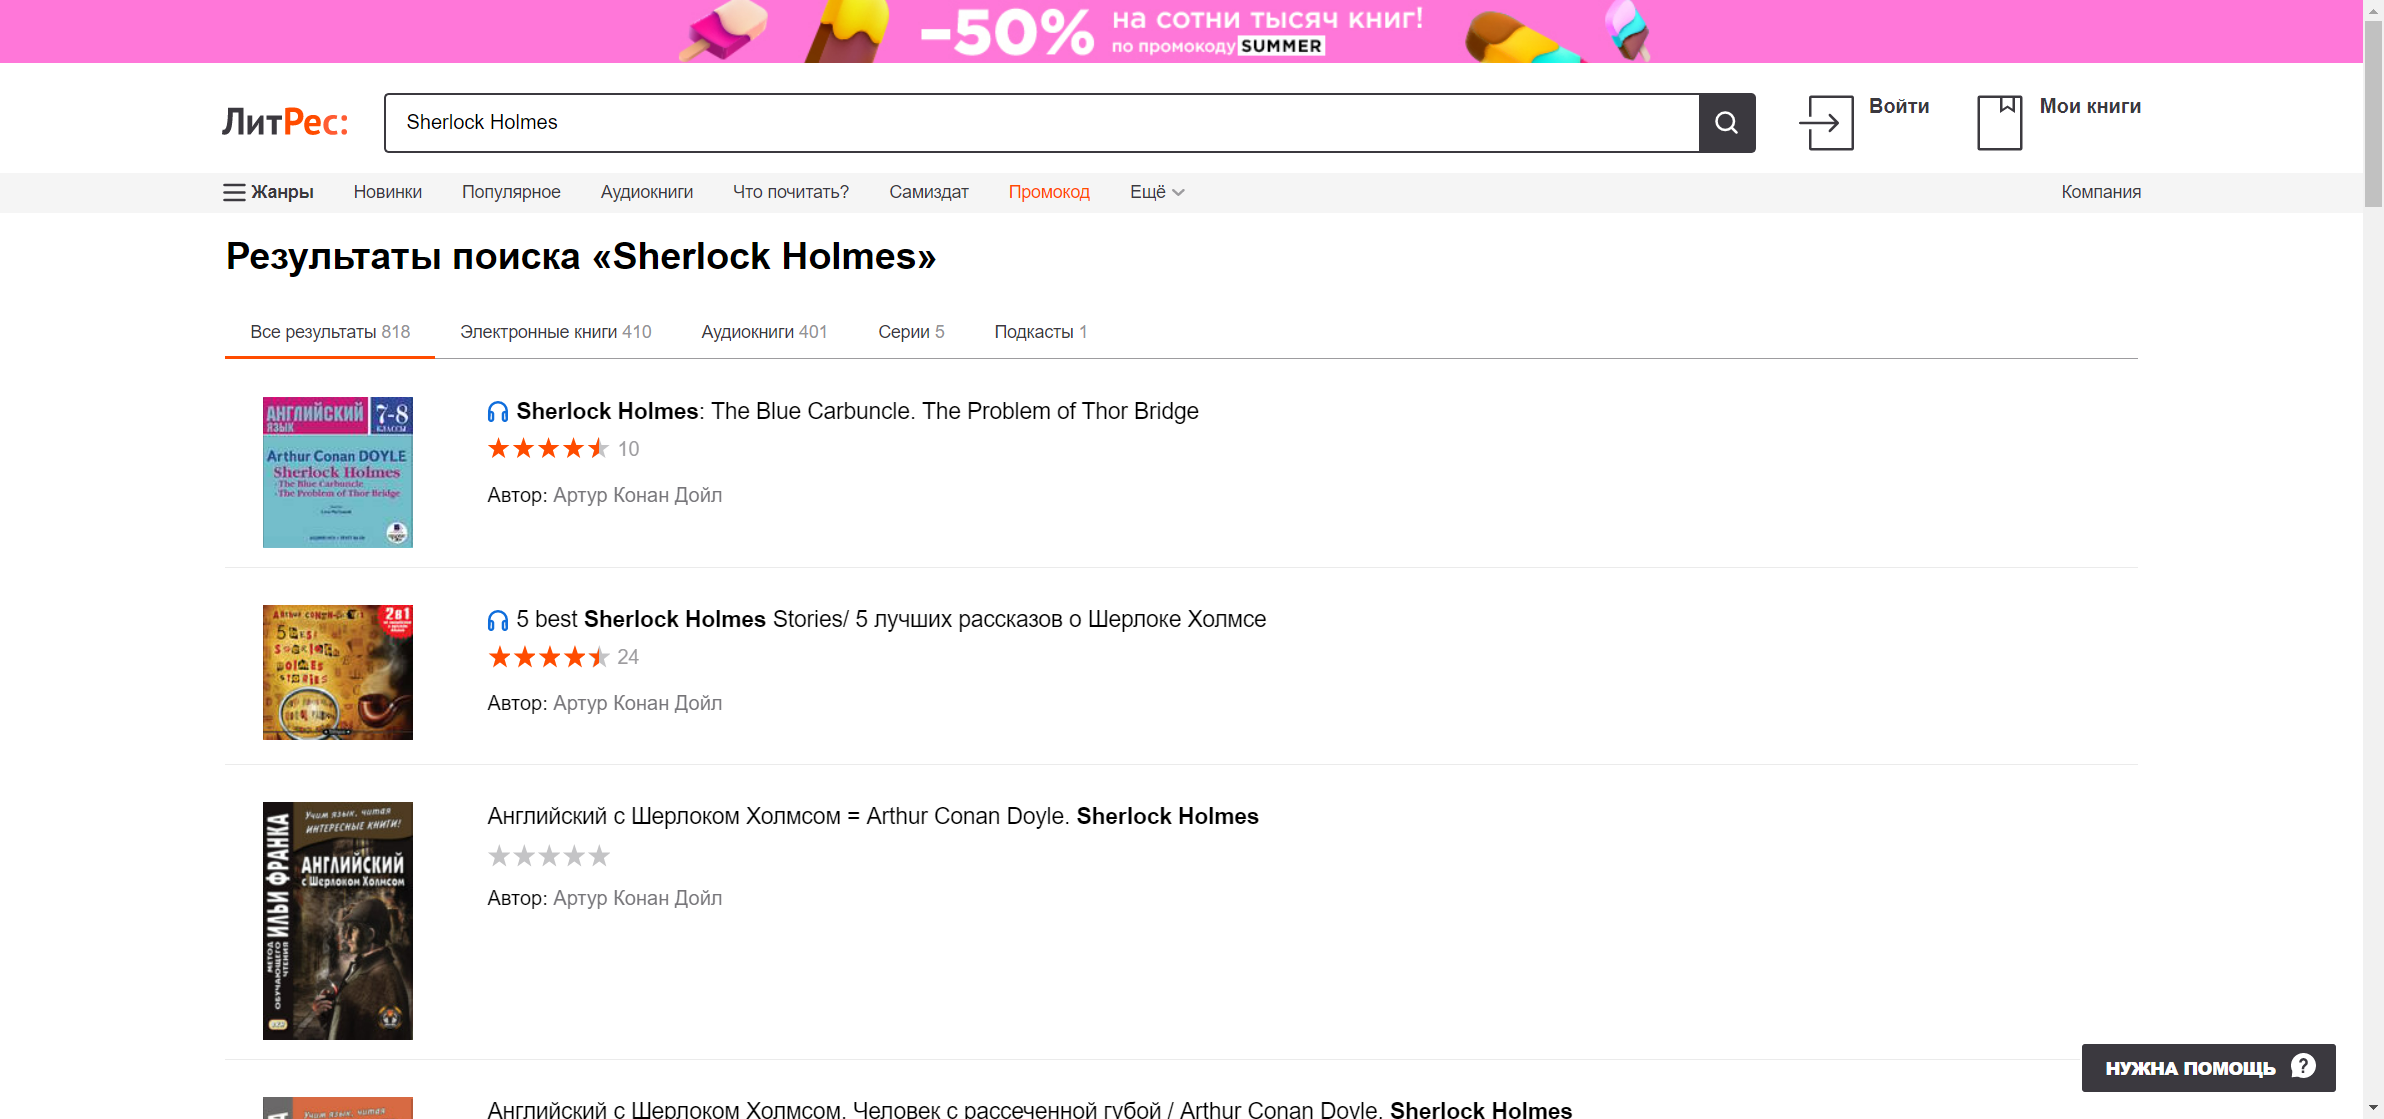 -50% на сотни тысяч книг!
по промокоду SUMMER
ЛитРес:
Sherlock Holmes
Войти
Мои книги
Жанры Новинки Популярное Аудиокниги Что почитать? Самиздат Промокод Ещё Компания
Результаты поиска «Sherlock Holmes»
Все результаты 818 Электронные книги 410 Аудиокниги 401 Серии 5 Подкасты 1
АНГЛИЙСКИЙ
ЯЗЫК
7-8
КЛАССЫ
Arthur Conan DOYLE
Sherlock Holmes
· The Blue Carbuncle
· The Problem of Thor Bridge
Sherlock Holmes: The Blue Carbuncle. The Problem of Thor Bridge
10
Автор: Артур Конан Дойл
2в1
5 best Sherlock Holmes Stories/ 5 лучших рассказов о Шерлоке Холмсе
24
Автор: Артур Конан Дойл
Учим язык, читая
ИНТЕРЕСНЫЕ КНИГИ!
АНГЛИЙСКИЙ
с Шерлоком Холмсом
МЕТОД
ОБУЧАЮЩЕГО
ЧТЕНИЯ
ИЛЬИ ФРАНКА
Английский с Шерлоком Холмсом = Arthur Conan Doyle. Sherlock Holmes
Автор: Артур Конан Дойл
НУЖНА ПОМОЩЬ ?
Учим язык, читая
Английский с Шерлоком Холмсом. Человек с рассеченной губой / Arthur Conan Doyle. Sherlock Holmes